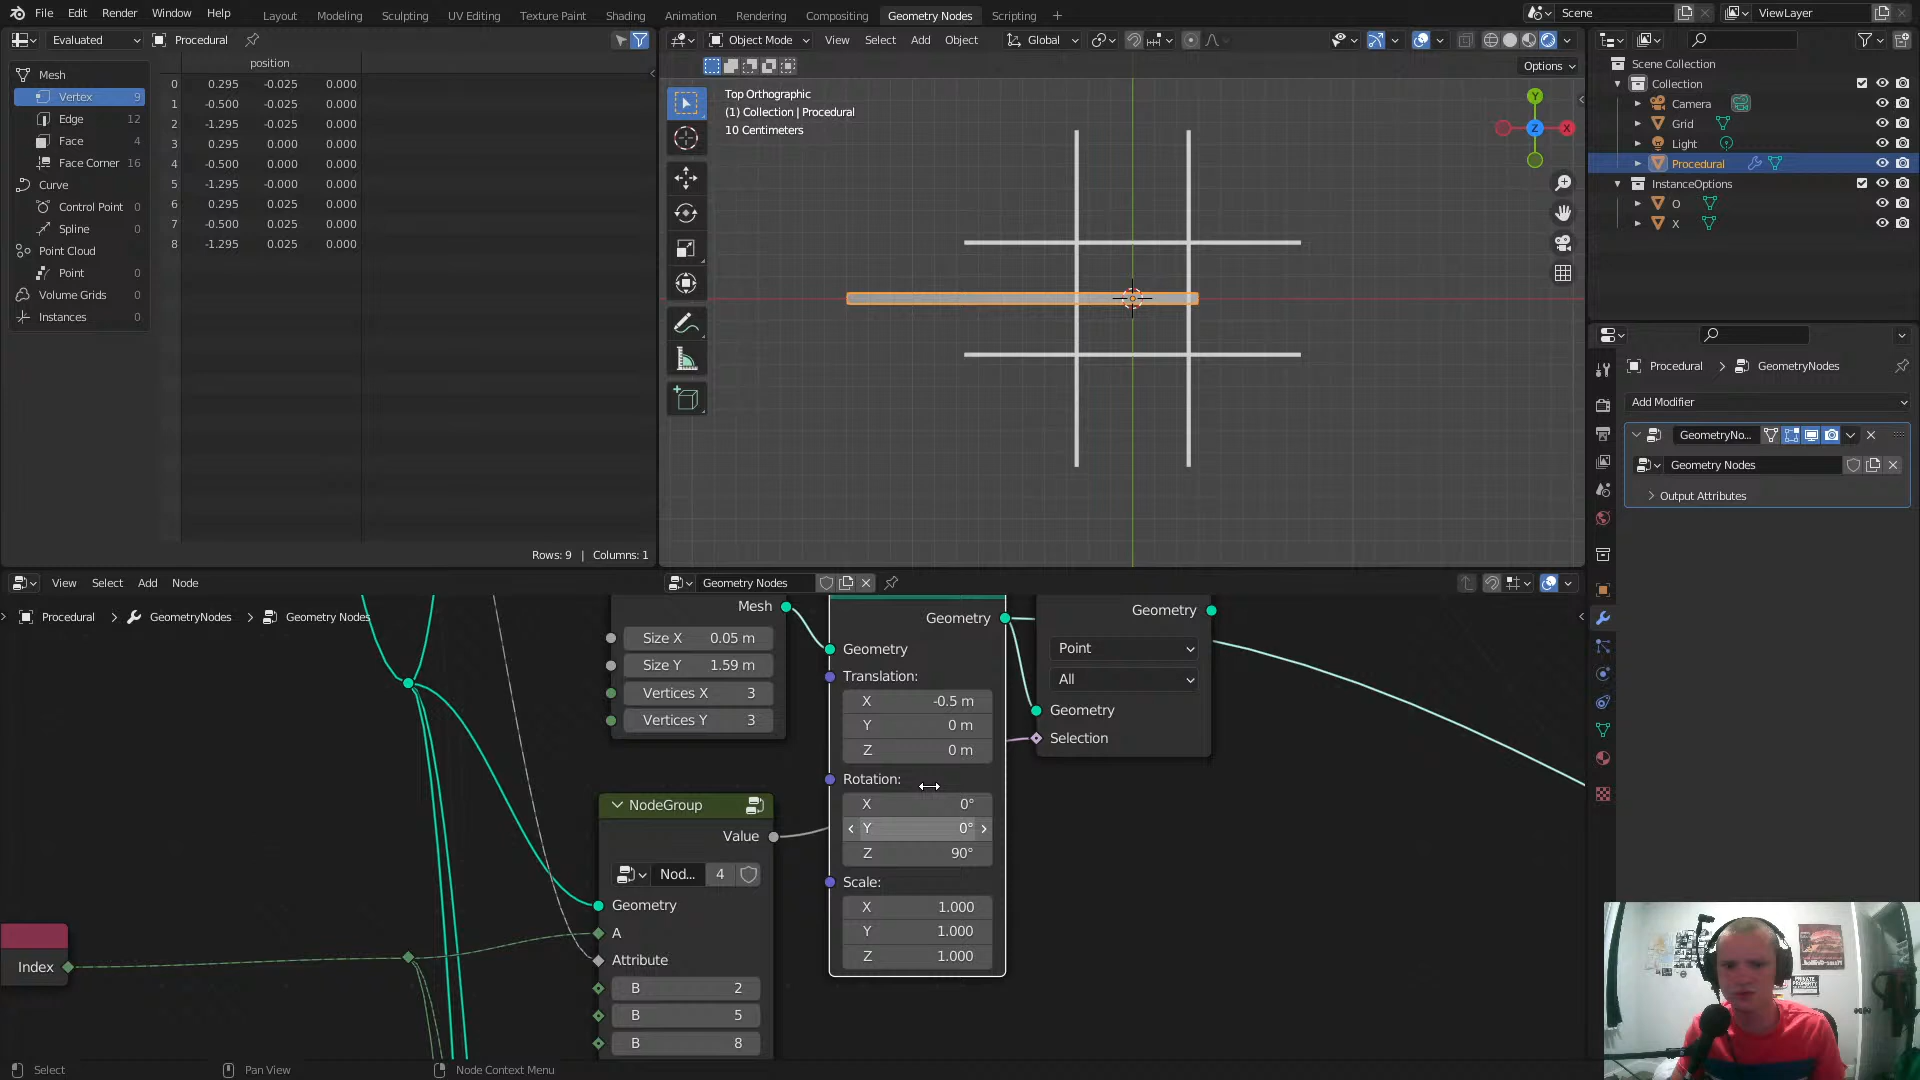 File Edit Render Window Help Layout Modeling Sculpting UV Editing Texture Paint Shading Animation Rendering Compositing Geometry Nodes Scripting + Scene ViewLayer
Evaluated Procedural
position
Mesh
Vertex 9
Edge 12
Face 4
Face Corner 16
Curve
Control Point 0
Spline 0
Point Cloud
Point 0
Volume Grids 0
Instances 0
0 0.295 -0.025 0.000
1 -0.500 -0.025 0.000
2 -1.295 -0.025 0.000
3 0.295 0.000 0.000
4 -0.500 0.000 0.000
5 -1.295 -0.000 0.000
6 0.295 0.025 0.000
7 -0.500 0.025 0.000
8 -1.295 0.025 0.000
Rows: 9 | Columns: 1
Object Mode View Select Add Object Global
Options
Top Orthographic
(1) Collection | Procedural
10 Centimeters
Y
Z
X
Scene Collection
Collection
Camera
Grid
Light
Procedural
InstanceOptions
O
X
Procedural GeometryNodes
Add Modifier
GeometryNo...
Geometry Nodes
Output Attributes
View Select Add Node Geometry Nodes
Procedural GeometryNodes Geometry Nodes
Mesh
Size X 0.05 m
Size Y 1.59 m
Vertices X 3
Vertices Y 3
Geometry
Geometry
Translation:
X -0.5 m
Y 0 m
Z 0 m
Rotation:
X 0°
Y 0°
Z 90°
Scale:
X 1.000
Y 1.000
Z 1.000
Geometry
Point
All
Geometry
Selection
NodeGroup
Value
Nod... 4
Geometry
A
Attribute
B 2
B 5
B 8
Index
Select Pan View Node Context Menu